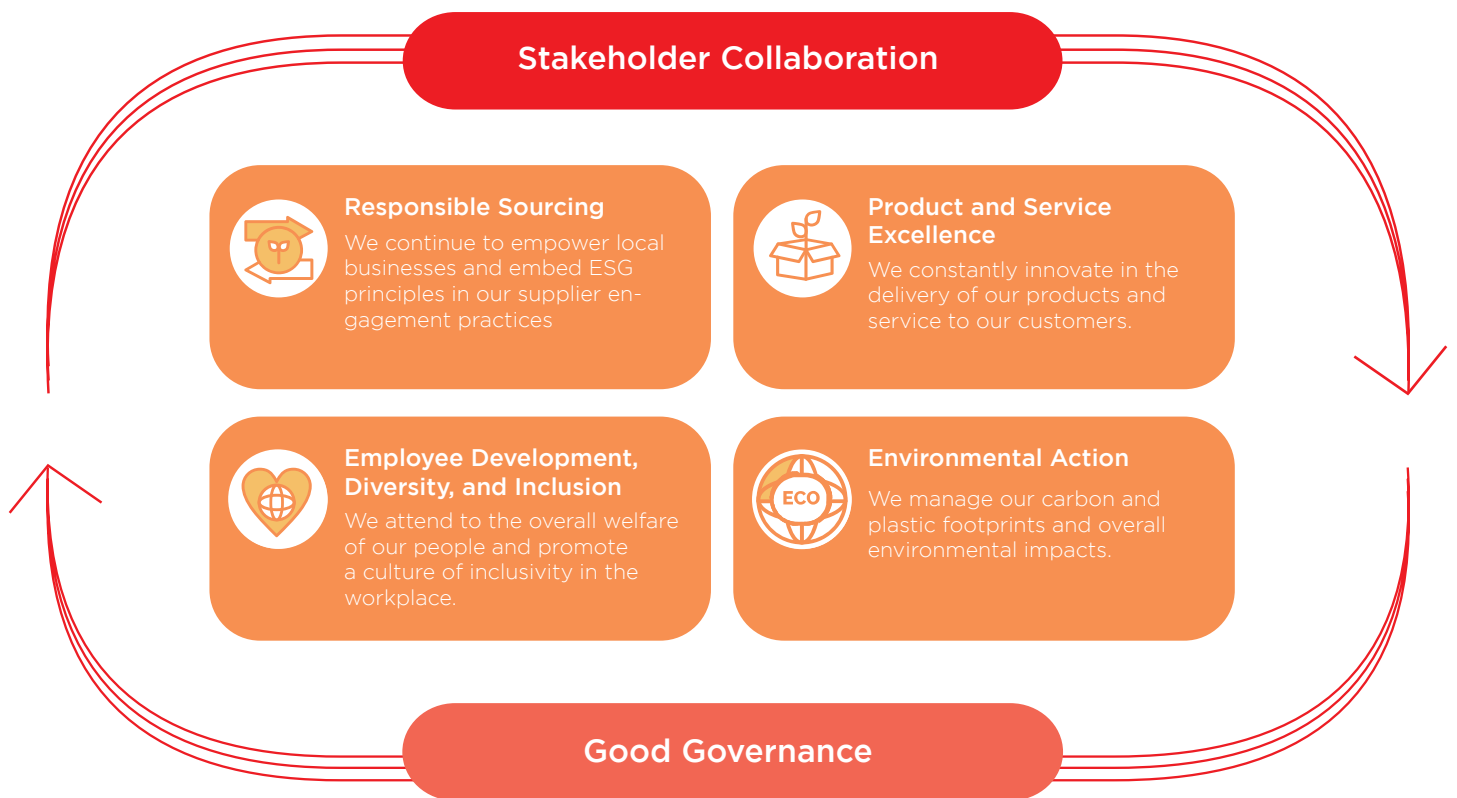 Stakeholder Collaboration
Responsible Sourcing
We continue to empower local
businesses and embed ESG
principles in our supplier en-
gagement practices
Product and Service
Excellence
We constantly innovate in the
delivery of our products and
service to our customers.
Employee Development,
Diversity, and Inclusion
We attend to the overall welfare
of our people and promote
a culture of inclusivity in the
workplace.
ECO
Environmental Action
We manage our carbon and
plastic footprints and overall
environmental impacts.
Good Governance